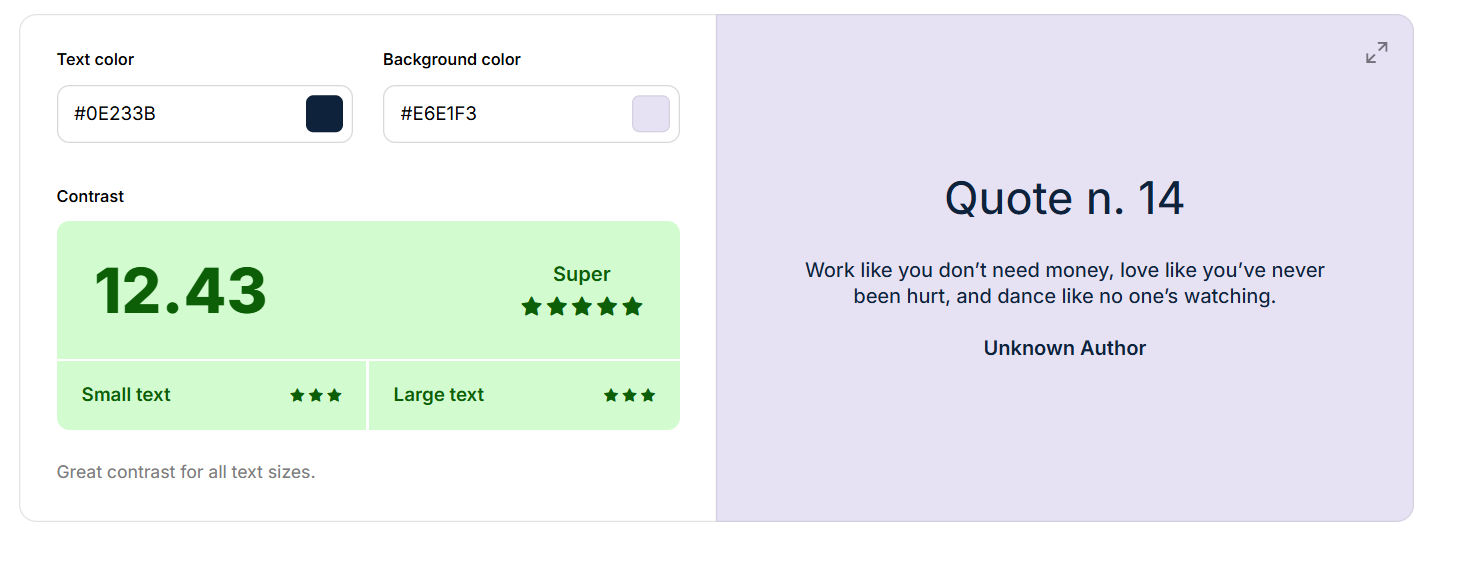 Text color
Background color
#0E233B
#E6E1F3
Contrast
12.43
Super
Small text
Large text
Great contrast for all text sizes.
Quote n. 14
Work like you don’t need money, love like you’ve never
been hurt, and dance like no one’s watching.
Unknown Author